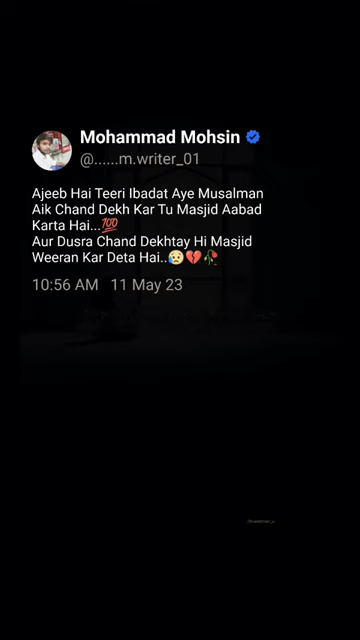 Mohammad Mohsin
@......m.writer_01
Ajeeb Hai Teeri Ibadat Aye Musalman
Aik Chand Dekh Kar Tu Masjid Aabad
Karta Hai...💯
Aur Dusra Chand Dekhtay Hi Masjid
Weeran Kar Deta Hai..😥💔🥀
10:56 AM 11 May 23